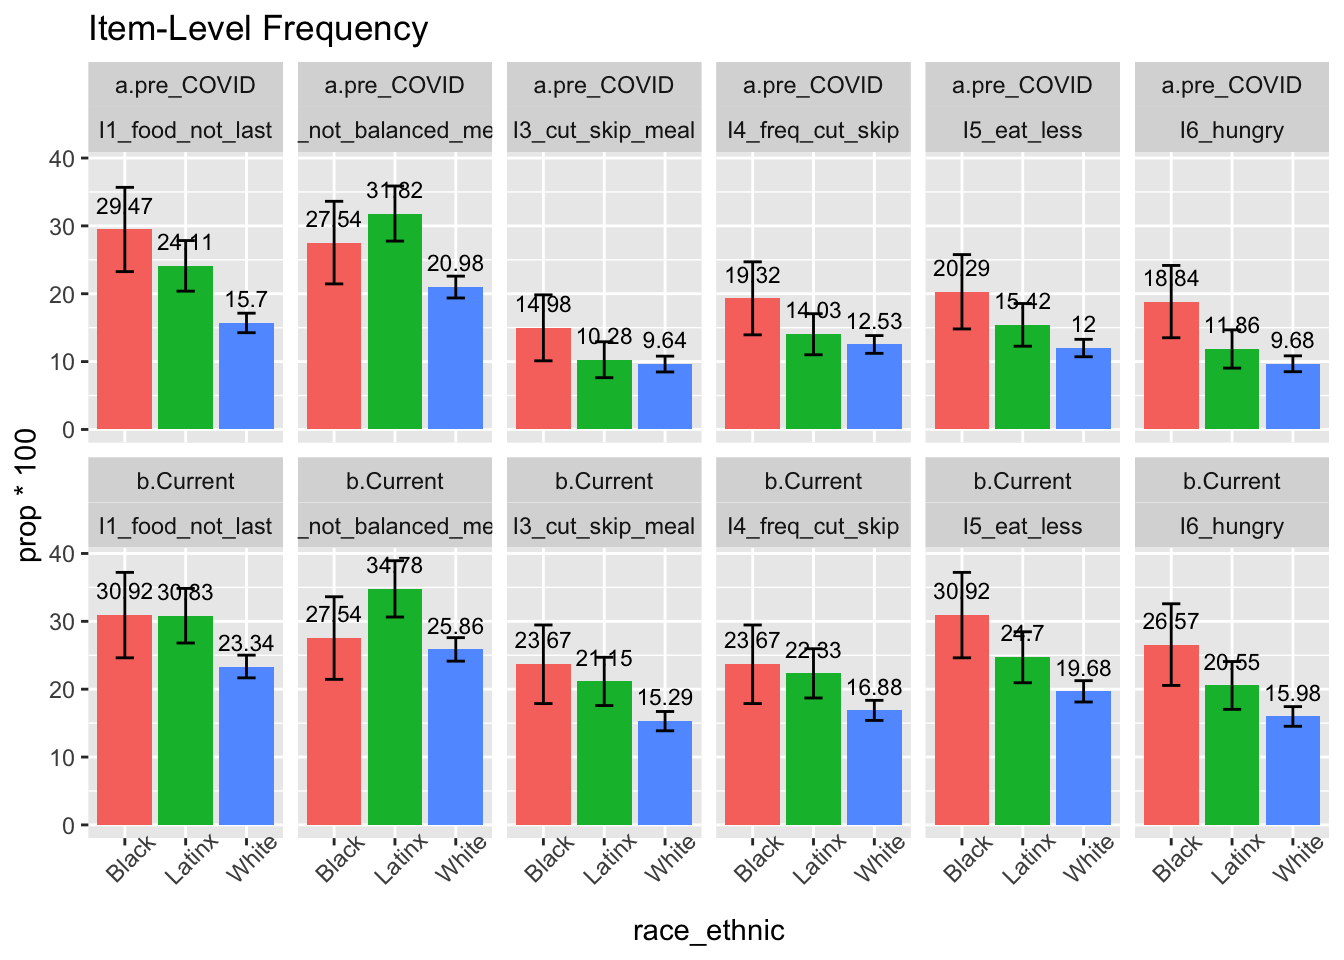 Item-Level Frequency
a.pre_COVID a.pre_COVID a.pre_COVID a.pre_COVID a.pre_COVID a.pre_COVID
I1_food_not_last _not_balanced_me I3_cut_skip_meal I4_freq_cut_skip I5_eat_less I6_hungry
40
30
20
10
0
29.47 24.11 15.7
27.54 31.82 20.98
14.98 10.28 9.64
19.32 14.03 12.53
20.29 15.42 12
18.84 11.86 9.68
prop * 100
b.Current b.Current b.Current b.Current b.Current b.Current
I1_food_not_last _not_balanced_me I3_cut_skip_meal I4_freq_cut_skip I5_eat_less I6_hungry
40
30
20
10
0
30.92 30.83 23.34
27.54 34.78 25.86
23.67 21.15 15.29
23.67 22.33 16.88
30.92 24.7 19.68
26.57 20.55 15.98
Black Latinx White Black Latinx White Black Latinx White Black Latinx White Black Latinx White Black Latinx White
race_ethnic